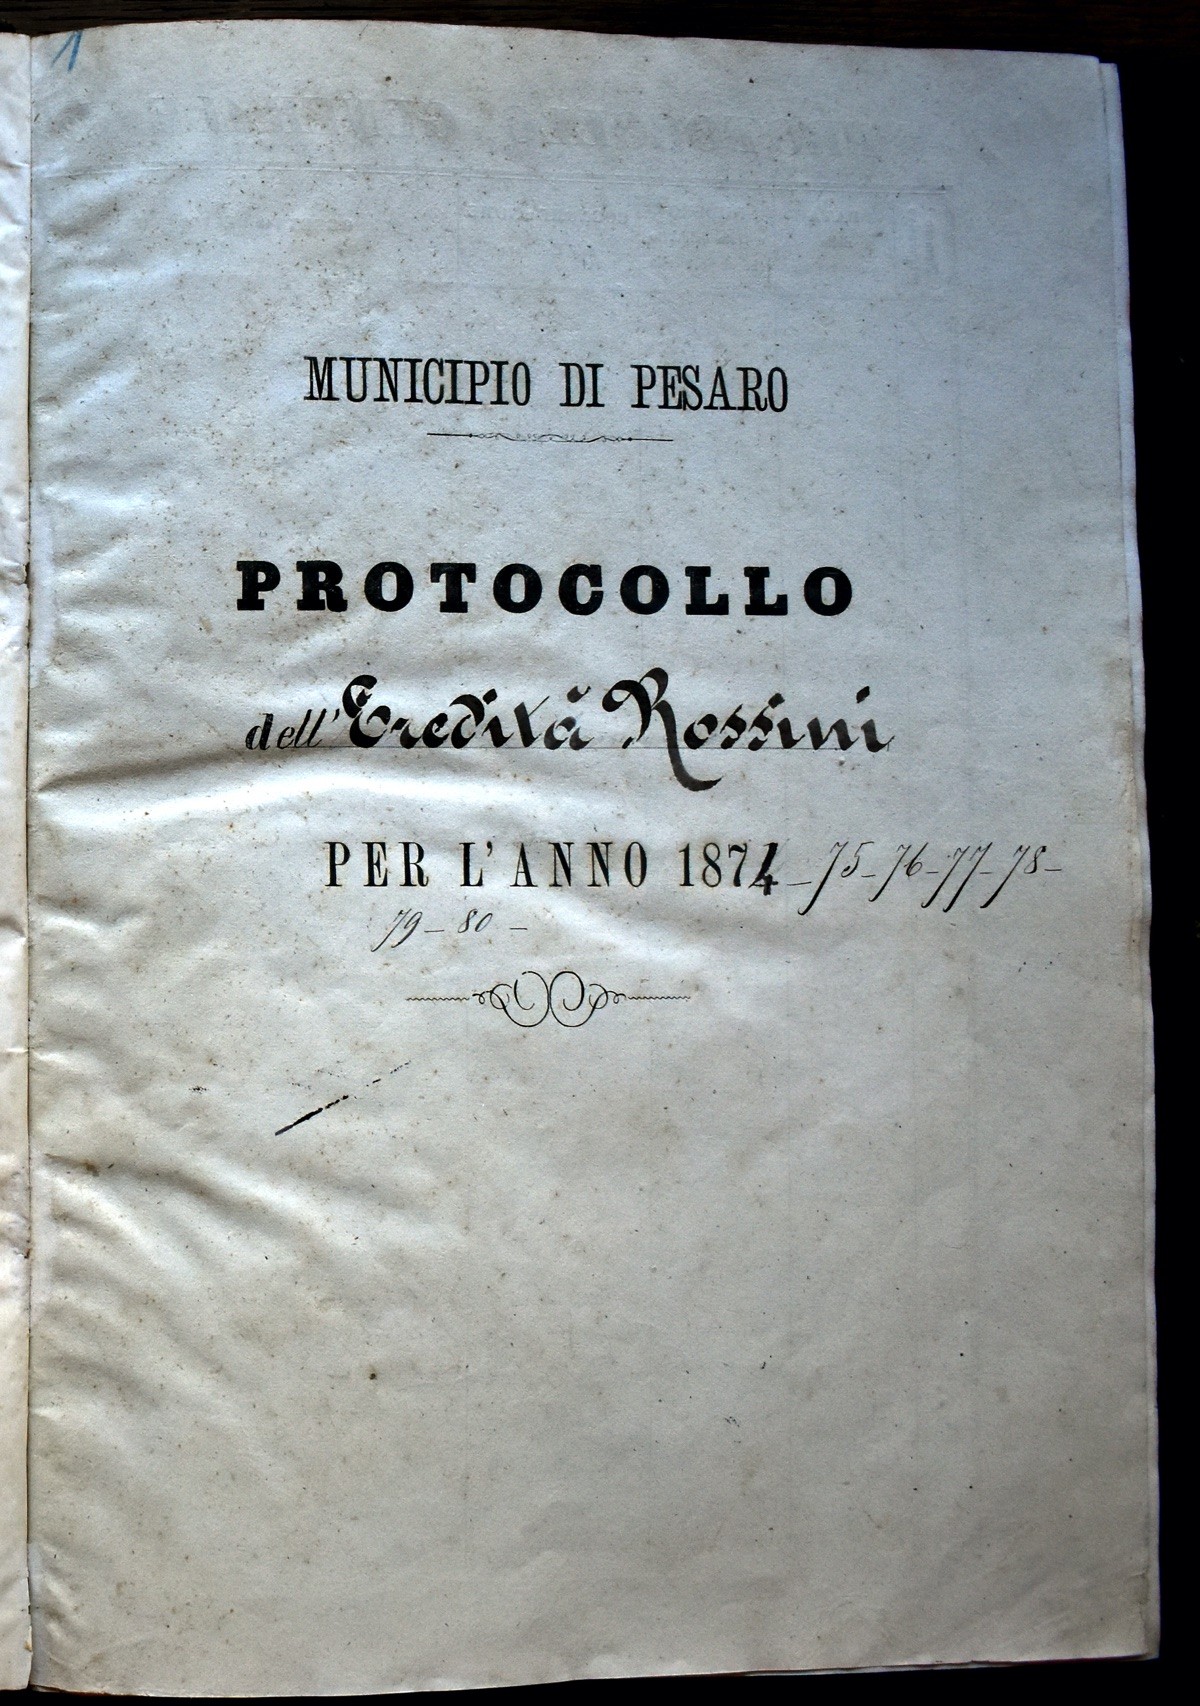 1
MUNICIPIO DI PESARO
PROTOCOLLO
dell'Eredità Rossini
PER L'ANNO 1874 - 75 - 76 - 77 - 78 -
79 - 80 -